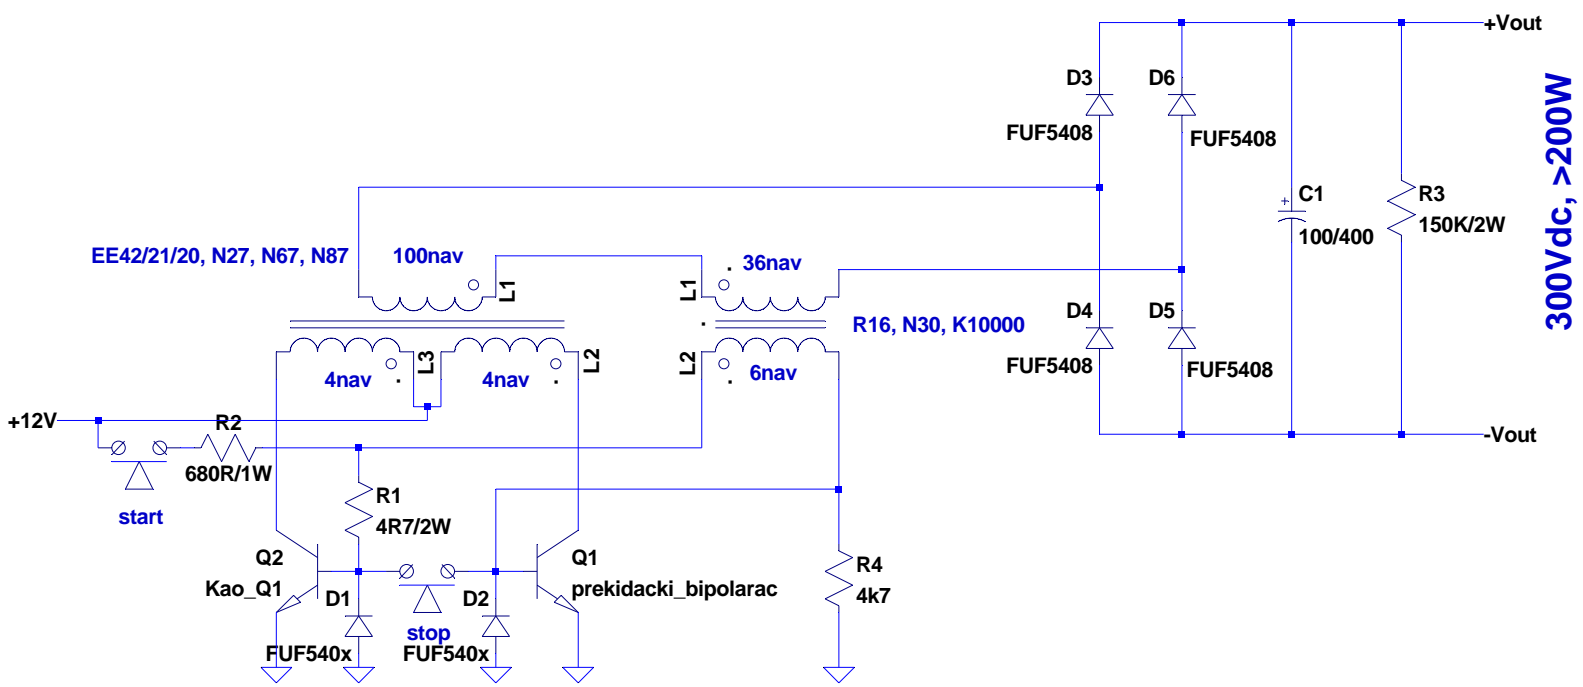 +Vout
D3
D6
FUF5408
FUF5408
300Vdc, >200W
C1
100/400
R3
150K/2W
EE42/21/20, N27, N67, N87
100nav
L1
L1
36nav
R16, N30, K10000
D4
D5
FUF5408
FUF5408
4nav
L3
4nav
L2
L2
6nav
+12V
R2
680R/1W
start
-Vout
R1
4R7/2W
Q2
Kao_Q1
D1
FUF540x
stop
D2
FUF540x
Q1
prekidacki_bipolarac
R4
4k7